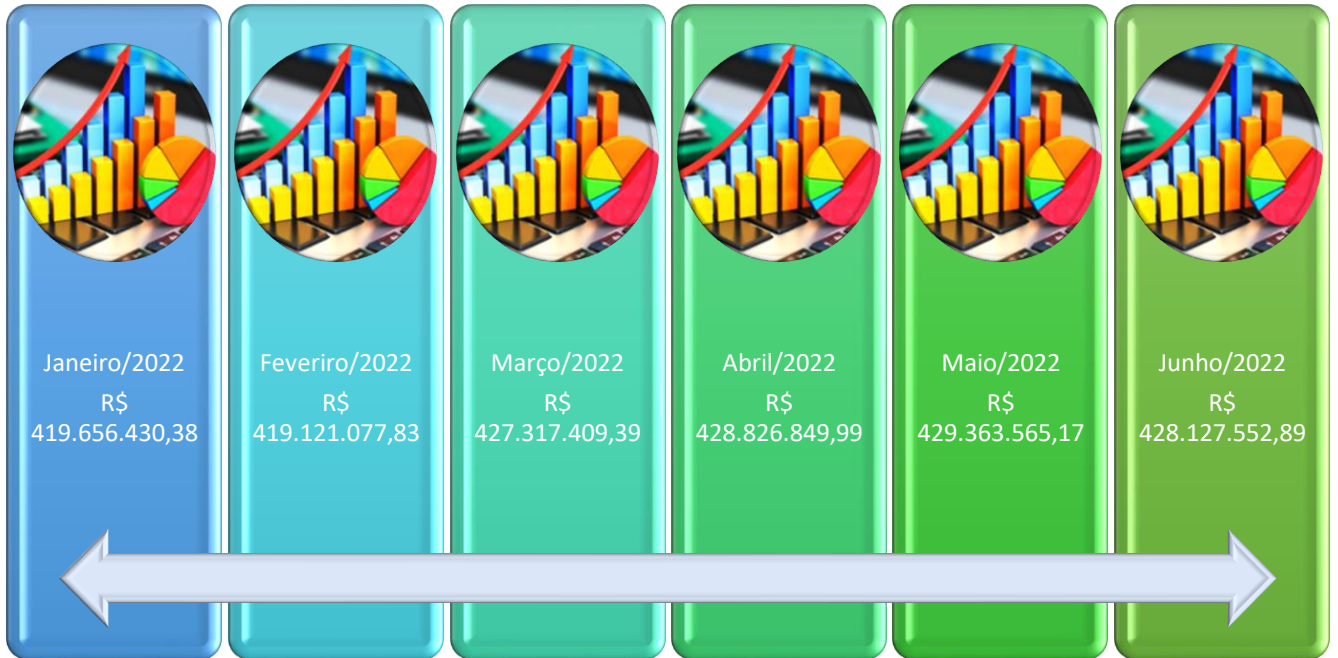 Janeiro/2022
R$
419.656.430,38
Feveriro/2022
R$
419.121.077,83
Março/2022
R$
427.317.409,39
Abril/2022
R$
428.826.849,99
Maio/2022
R$
429.363.565,17
Junho/2022
R$
428.127.552,89